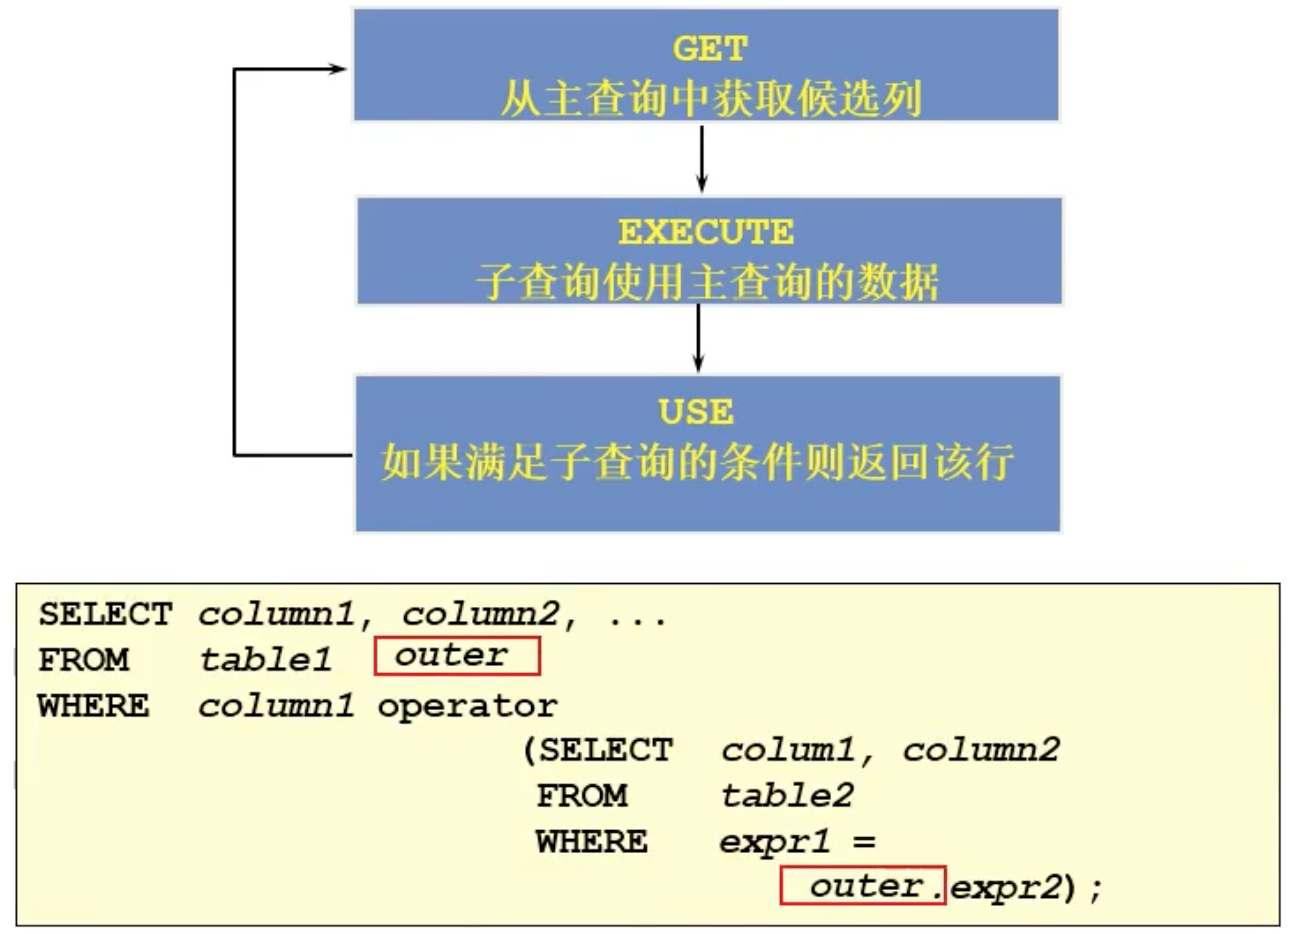 GET
从主查询中获取候选列
EXECUTE
子查询使用主查询的数据
USE
如果满足子查询的条件则返回该行
SELECT column1, column2, ...
FROM table1 outer
WHERE column1 operator
(SELECT colum1, column2
FROM table2
WHERE expr1 =
outer.expr2);